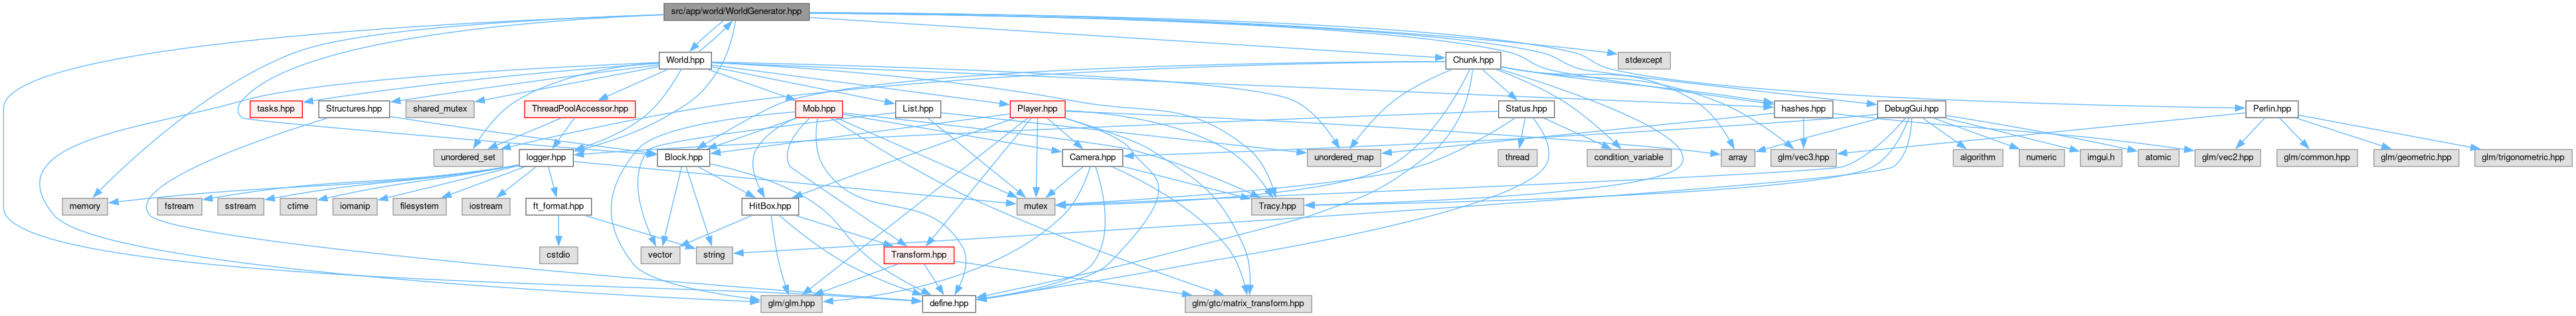 src/app/world/WorldGenerator.hpp
World.hpp
Chunk.hpp
stdexcept
tasks.hpp
Structures.hpp
shared_mutex
ThreadPoolAccessor.hpp
Mob.hpp
List.hpp
Player.hpp
Status.hpp
hashes.hpp
DebugGui.hpp
Perlin.hpp
unordered_set
logger.hpp
Block.hpp
unordered_map
Camera.hpp
thread
condition_variable
array
glm/vec3.hpp
algorithm
numeric
imgui.h
atomic
glm/vec2.hpp
glm/common.hpp
glm/geometric.hpp
glm/trigonometric.hpp
memory
fstream
sstream
ctime
iomanip
filesystem
iostream
ft_format.hpp
HitBox.hpp
mutex
Tracy.hpp
cstdio
vector
string
Transform.hpp
glm/glm.hpp
define.hpp
glm/gtc/matrix_transform.hpp